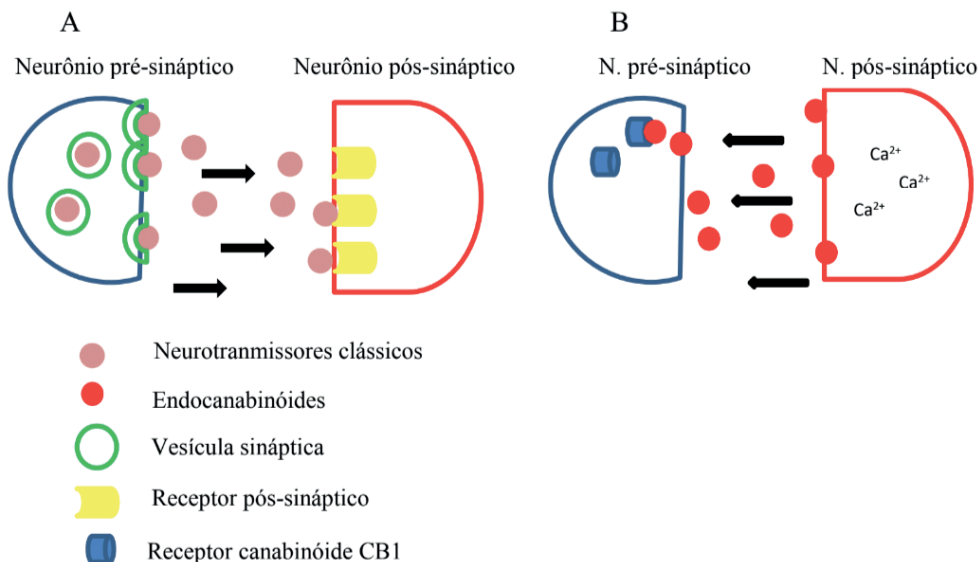 A
B
Neurônio pré-sináptico
Neurônio pós-sináptico
N. pré-sináptico
N. pós-sináptico
Ca2+
Ca2+
Ca2+
Neurotranmissores clássicos
Endocanabinóides
Vesícula sináptica
Receptor pós-sináptico
Receptor canabinóide CB1